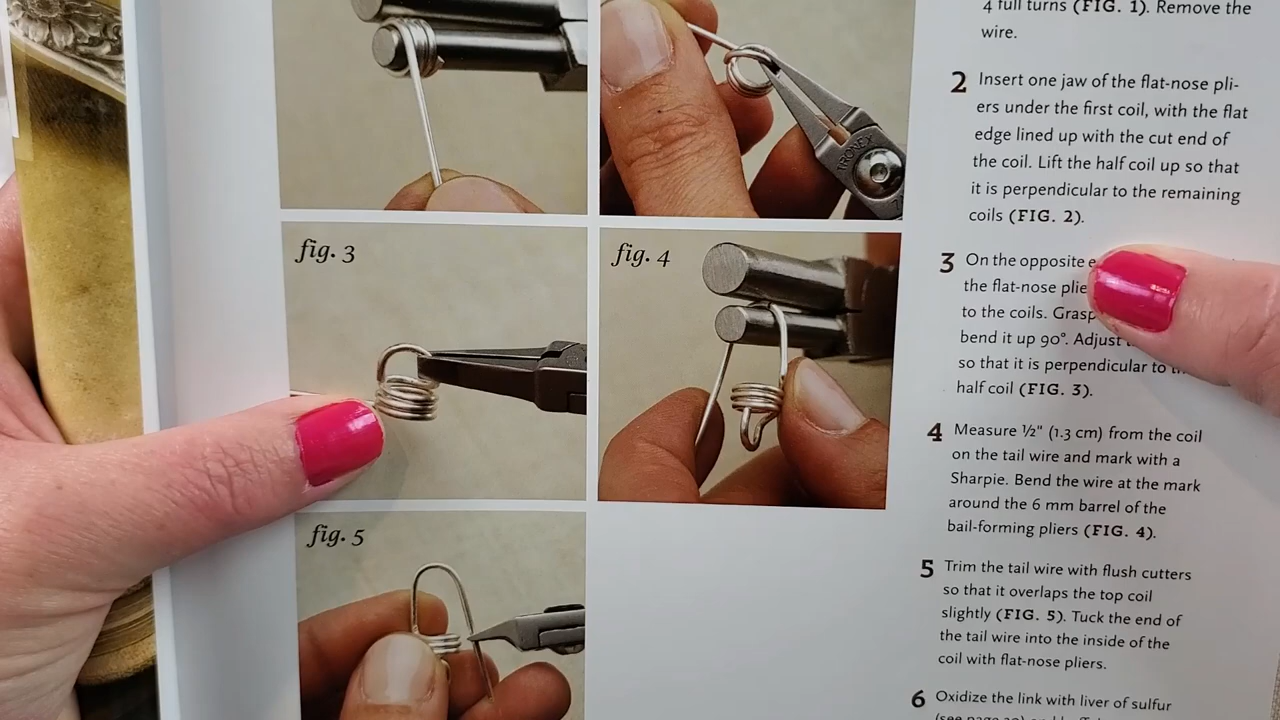 fig. 3
fig. 4
fig. 5
TRONEX
4 full turns (FIG. 1). Remove the
wire.
2 Insert one jaw of the flat-nose pli-
ers under the first coil, with the flat
edge lined up with the cut end of
the coil. Lift the half coil up so that
it is perpendicular to the remaining
coils (FIG. 2).
3 On the opposite
the flat-nose
to the coils.
bend it up 90°. Adjust
so that it is perpendicular to
half coil (FIG. 3).
4 Measure ½" (1.3 cm) from the coil
on the tail wire and mark with a
Sharpie. Bend the wire at the mark
around the 6 mm barrel of the
bail-forming pliers (FIG. 4).
5 Trim the tail wire with flush cutters
so that it overlaps the top coil
slightly (FIG. 5). Tuck the end of
the tail wire into the inside of the
coil with flat-nose pliers.
6 Oxidize the link with liver of sulfur
(see page